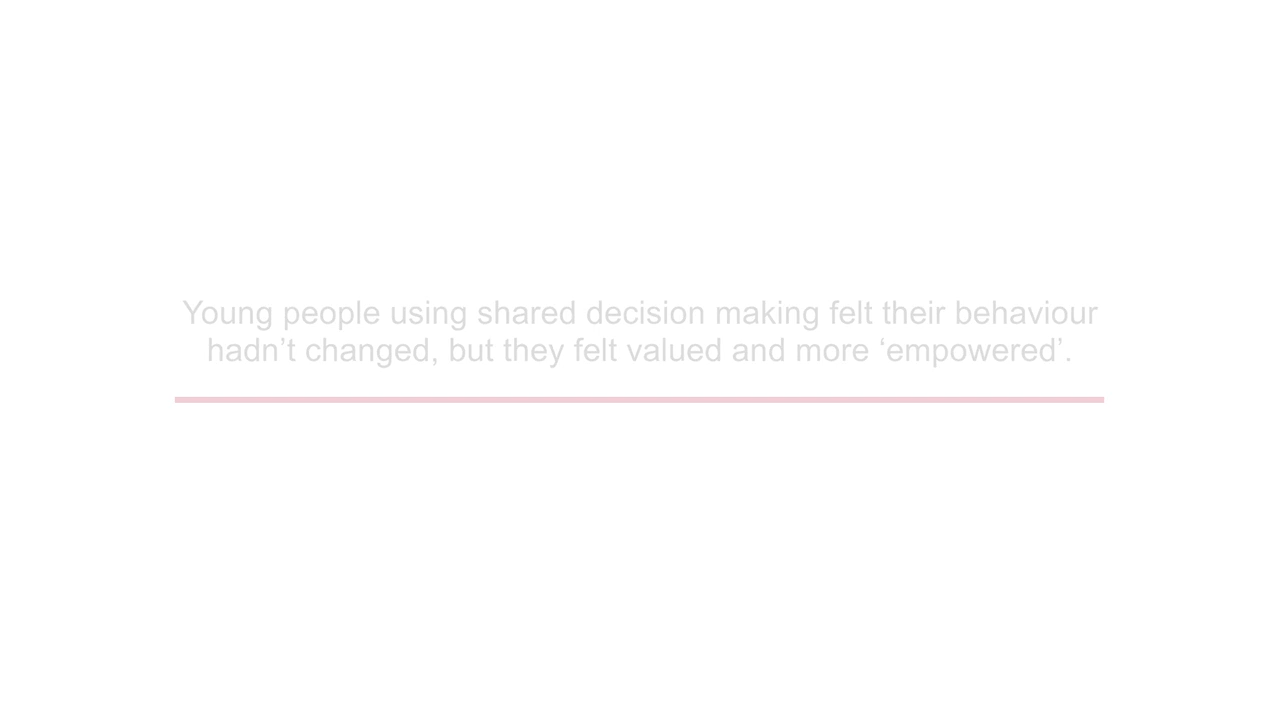 Young people using shared decision making felt their behaviour
hadn’t changed, but they felt valued and more ‘empowered’.